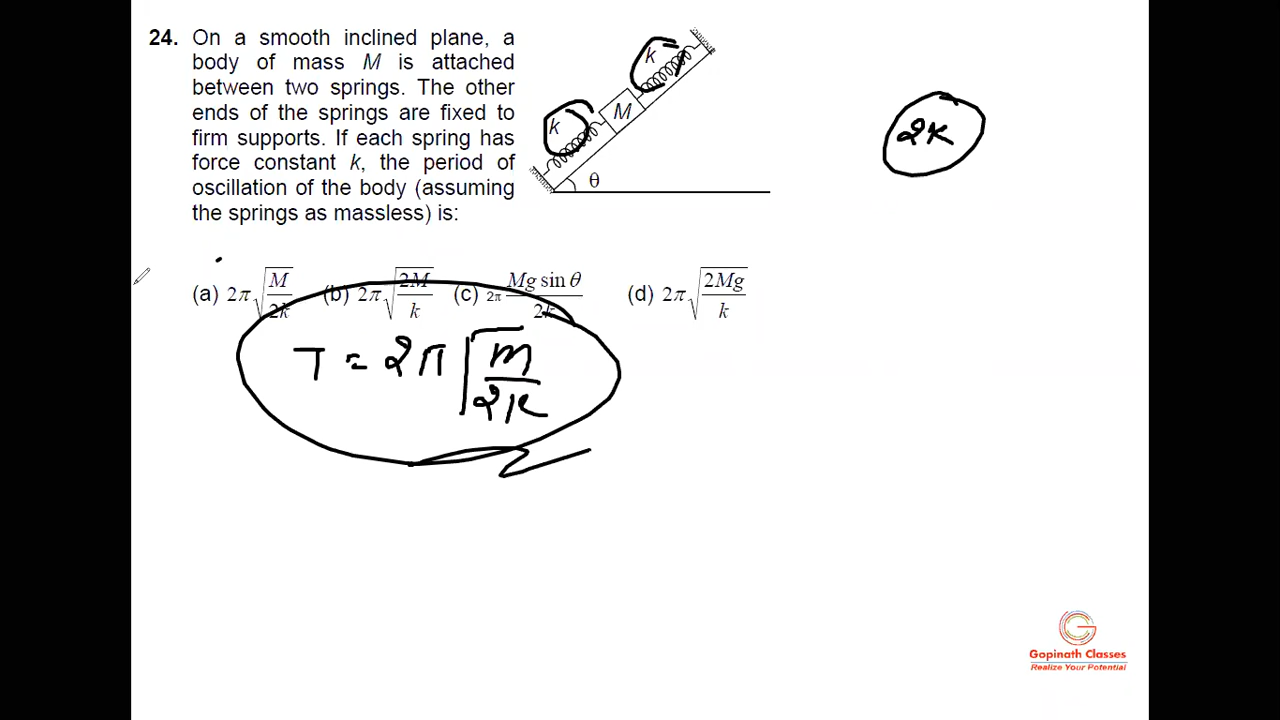 24. On a smooth inclined plane, a
body of mass M is attached
between two springs. The other
ends of the springs are fixed to
firm supports. If each spring has
force constant k, the period of
oscillation of the body (assuming
the springs as massless) is:
k
k
M
θ
2K
(a) 2π√(M/2k) (b) 2π√(2M/k) (c) 2π Mg sin θ/2k (d) 2π√(2Mg/k)
T = 2π√(m/2K)
Gopinath Classes
Realize Your Potential